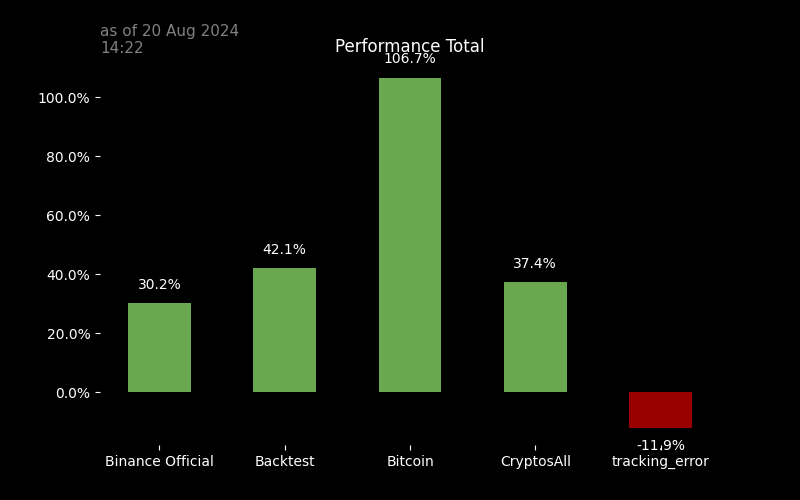 as of 20 Aug 2024
14:22
Performance Total
106.7%
100.0%
80.0%
60.0%
42.1%
37.4%
30.2%
40.0%
20.0%
0.0%
-11.9%
Binance Official
Backtest
Bitcoin
CryptosAll
tracking_error